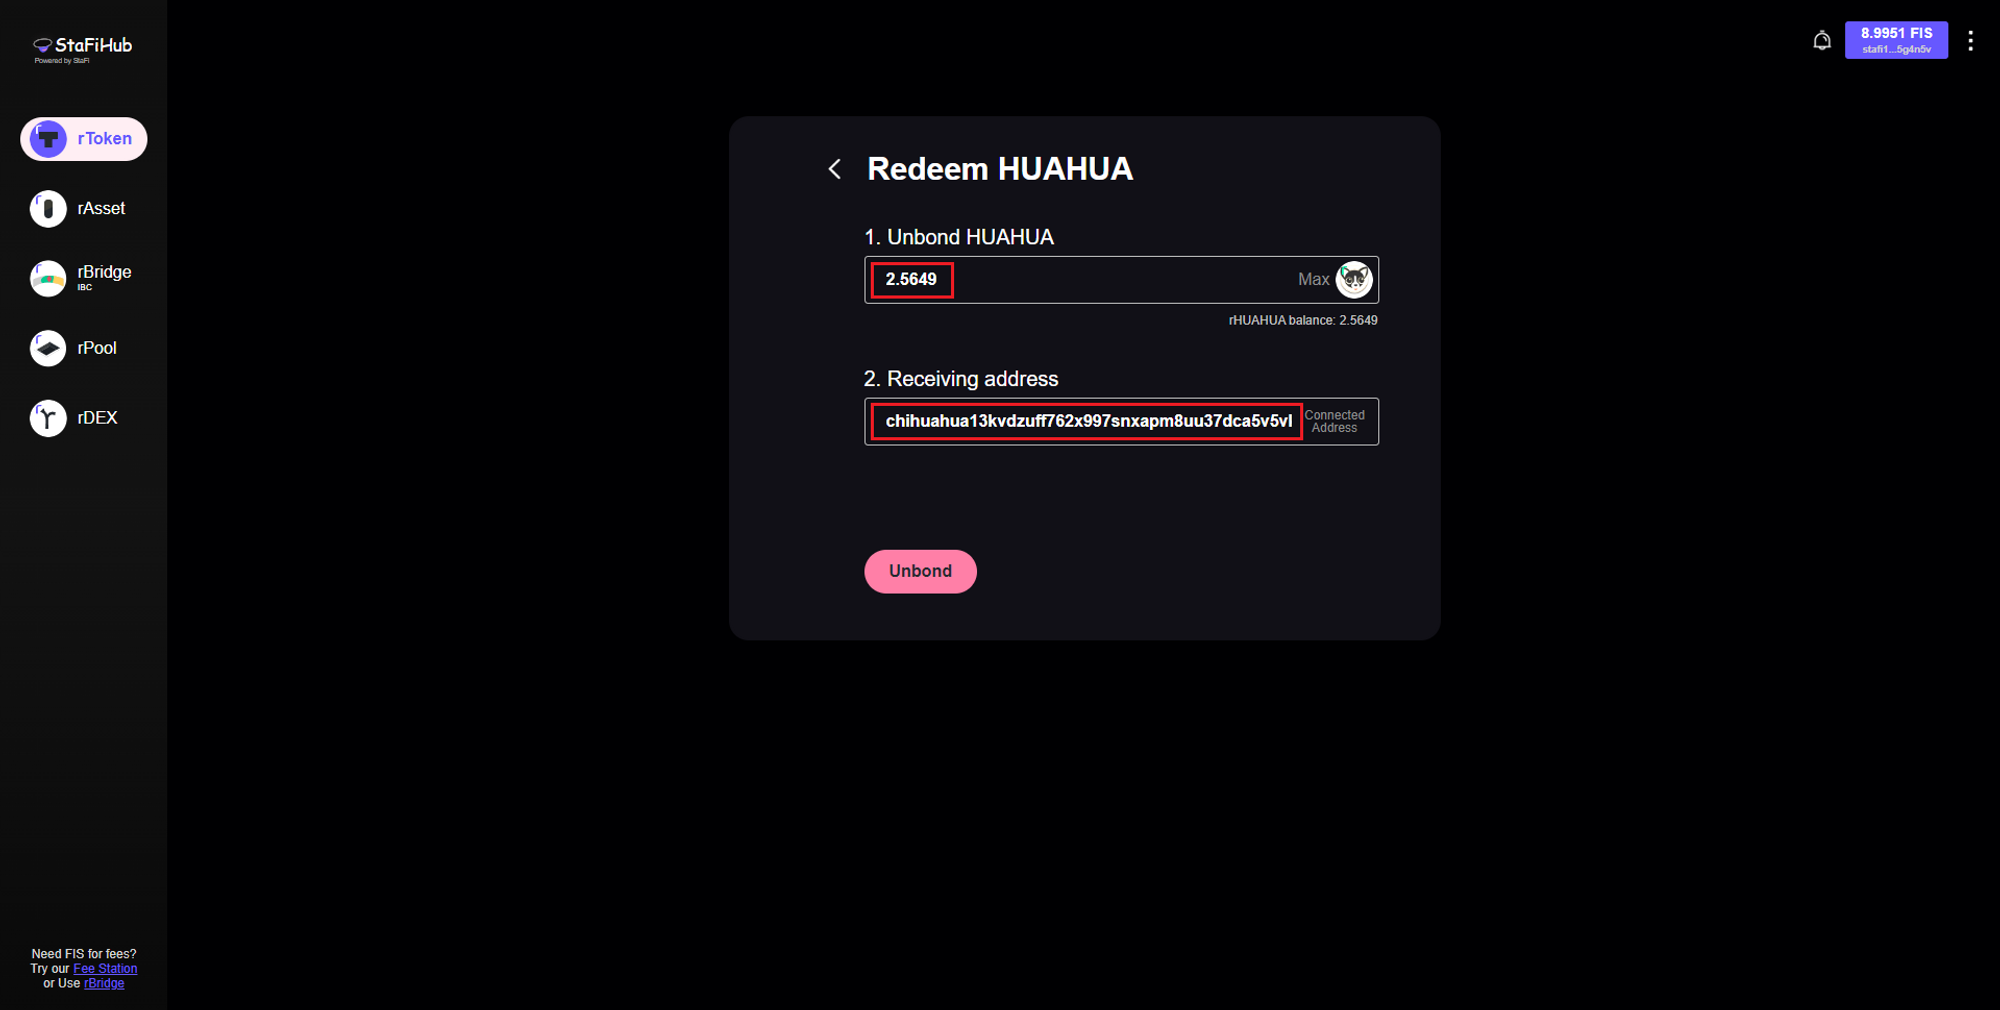 StaFiHub
Powered by StaFi
rToken
rAsset
rBridge
IBC
rPool
rDEX
Need FIS for fees?
Try our Fee Station
or Use rBridge
8.9951 FIS
stafi1...5g4n5v
Redeem HUAHUA
1. Unbond HUAHUA
2.5649
Max
rHUAHUA balance: 2.5649
2. Receiving address
chihuahua13kvdzuff762x997snxapm8uu37dca5v5vl
Connected
Address
Unbond